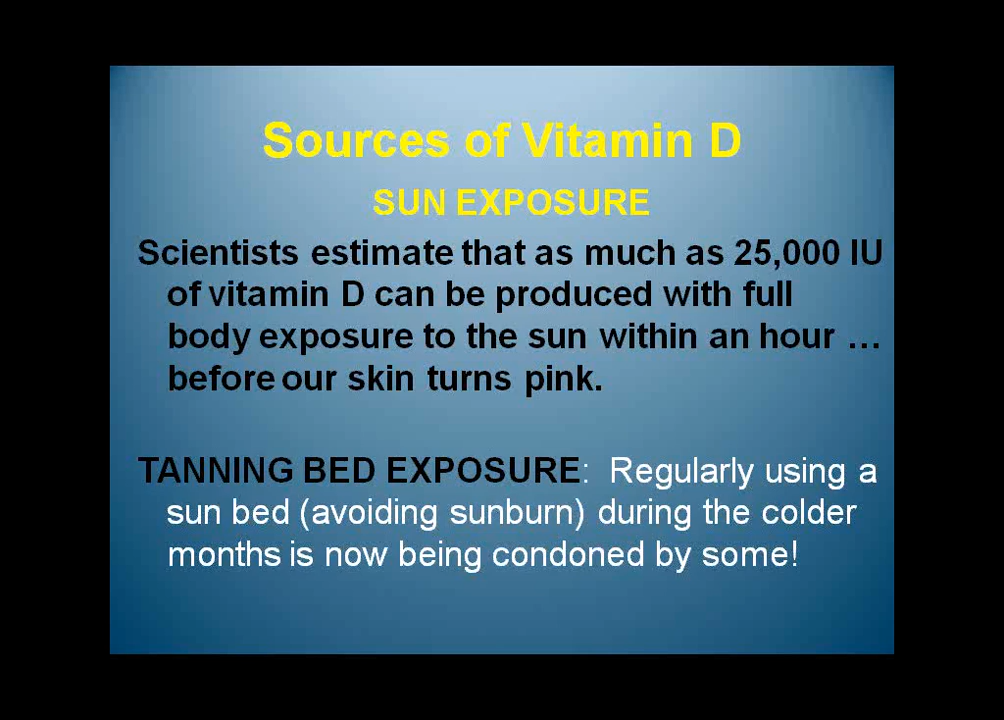 Sources of Vitamin D
SUN EXPOSURE
Scientists estimate that as much as 25,000 IU
of vitamin D can be produced with full
body exposure to the sun within an hour …
before our skin turns pink.
TANNING BED EXPOSURE: Regularly using a
sun bed (avoiding sunburn) during the colder
months is now being condoned by some!